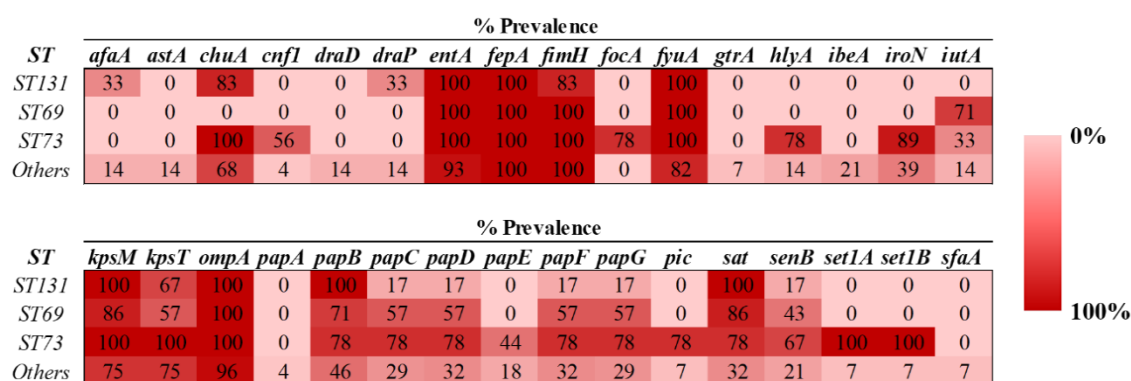 % Prevalence
ST afaA astA chuA cnf1 draD draP entA fepA fimH focA fyuA gtrA hlyA ibeA iroN iutA
ST131 33 0 83 0 0 33 100 100 83 0 100 0 0 0 0 0
ST69 0 0 0 0 0 0 100 100 100 0 100 0 0 0 0 71
ST73 0 0 100 56 0 0 100 100 100 78 100 0 78 0 89 33
Others 14 14 68 4 14 14 93 100 100 0 82 7 14 21 39 14
0%
100%
% Prevalence
ST kpsM kpsT ompA papA papB papC papD papE papF papG pic sat senB set1A set1B sfaA
ST131 100 67 100 0 100 17 17 0 17 17 0 100 17 0 0 0
ST69 86 57 100 0 71 57 57 0 57 57 0 86 43 0 0 0
ST73 100 100 100 0 78 78 78 44 78 78 78 78 67 100 100 0
Others 75 75 96 4 46 29 32 18 32 29 7 32 21 7 7 7